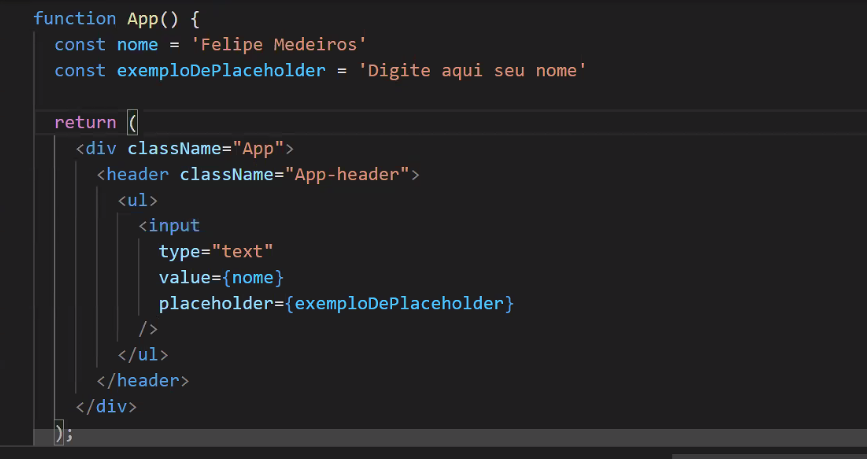 function App() {
const nome = 'Felipe Medeiros'
const exemploDePlaceholder = 'Digite aqui seu nome'
return (
<div className="App">
<header className="App-header">
<ul>
<input
type="text"
value={nome}
placeholder={exemploDePlaceholder}
/>
</ul>
</header>
</div>
);